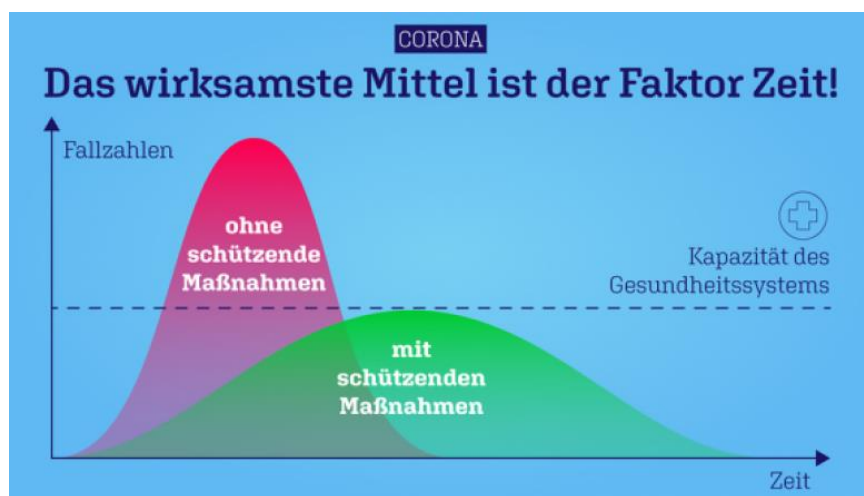 CORONA
Das wirksamste Mittel ist der Faktor Zeit!
Fallzahlen
ohne
schützende
Maßnahmen
Kapazität des
Gesundheitssystems
mit
schützenden
Maßnahmen
Zeit